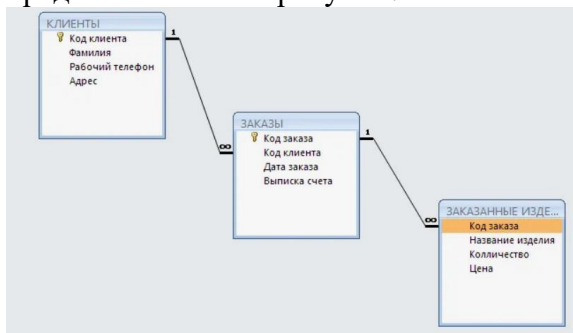 КЛИЕНТЫ
Код клиента
Фамилия
Рабочий телефон
Адрес
1
∞
ЗАКАЗЫ
Код заказа
Код клиента
Дата заказа
Выписка счета
1
∞
ЗАКАЗАННЫЕ ИЗДЕ...
Код заказа
Название изделия
Колличество
Цена